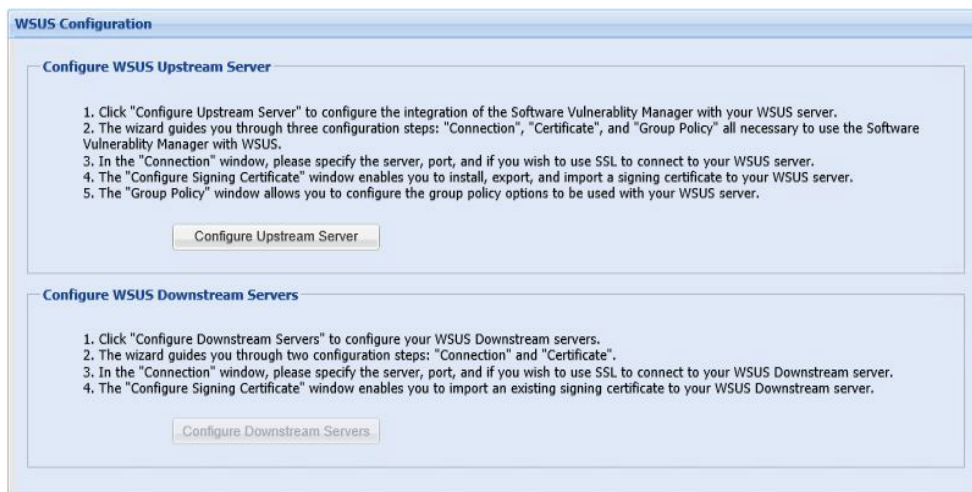 WSUS Configuration
Configure WSUS Upstream Server
1. Click "Configure Upstream Server" to configure the integration of the Software Vulnerablity Manager with your WSUS server.
2. The wizard guides you through three configuration steps: "Connection", "Certificate", and "Group Policy" all necessary to use the Software
Vulnerablity Manager with WSUS.
3. In the "Connection" window, please specify the server, port, and if you wish to use SSL to connect to your WSUS server.
4. The "Configure Signing Certificate" window enables you to install, export, and import a signing certificate to your WSUS server.
5. The "Group Policy" window allows you to configure the group policy options to be used with your WSUS server.
Configure Upstream Server
Configure WSUS Downstream Servers
1. Click "Configure Downstream Servers" to configure your WSUS Downstream servers.
2. The wizard guides you through two configuration steps: "Connection" and "Certificate".
3. In the "Connection" window, please specify the server, port, and if you wish to use SSL to connect to your WSUS Downstream server.
4. The "Configure Signing Certificate" window enables you to import an existing signing certificate to your WSUS Downstream server.
Configure Downstream Servers